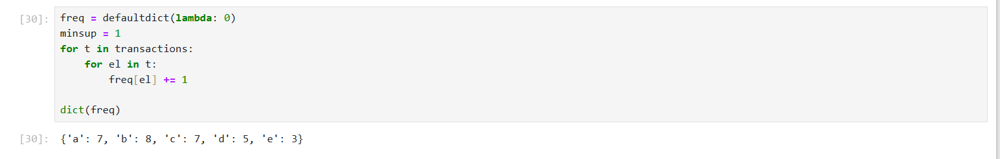 [30]: freq = defaultdict(lambda: 0)
minsup = 1
for t in transactions:
    for el in t:
        freq[el] += 1
dict(freq)
[30]: {'a': 7, 'b': 8, 'c': 7, 'd': 5, 'e': 3}